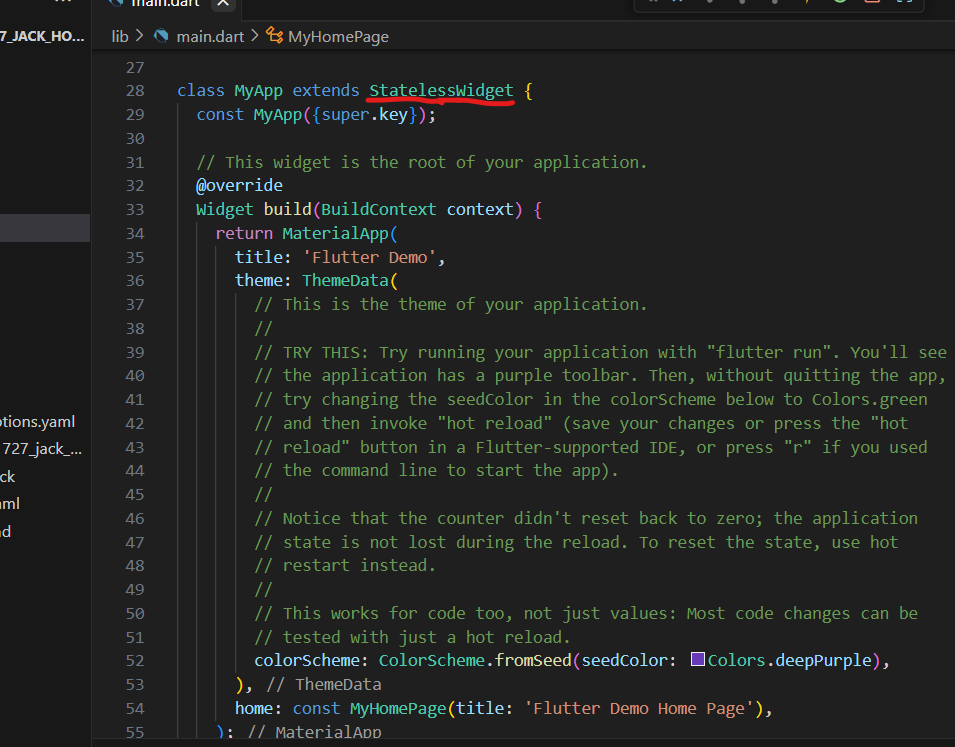 main.dart
7_JACK_HO...
lib > main.dart > MyHomePage
27
28 class MyApp extends StatelessWidget {
29 const MyApp({super.key});
30
31 // This widget is the root of your application.
32 @override
33 Widget build(BuildContext context) {
34 return MaterialApp(
35 title: 'Flutter Demo',
36 theme: ThemeData(
37 // This is the theme of your application.
38 //
39 // TRY THIS: Try running your application with "flutter run". You'll see
40 // the application has a purple toolbar. Then, without quitting the app,
41 // try changing the seedColor in the colorScheme below to Colors.green
42 // and then invoke "hot reload" (save your changes or press the "hot
43 // reload" button in a Flutter-supported IDE, or press "r" if you used
44 // the command line to start the app).
45 //
46 // Notice that the counter didn't reset back to zero; the application
47 // state is not lost during the reload. To reset the state, use hot
48 // restart instead.
49 //
50 // This works for code too, not just values: Most code changes can be
51 // tested with just a hot reload.
52 colorScheme: ColorScheme.fromSeed(seedColor: Colors.deepPurple),
53 ), // ThemeData
54 home: const MyHomePage(title: 'Flutter Demo Home Page'),
55 ); // MaterialApp
ptions.yaml
727_jack_...
ck
aml
d